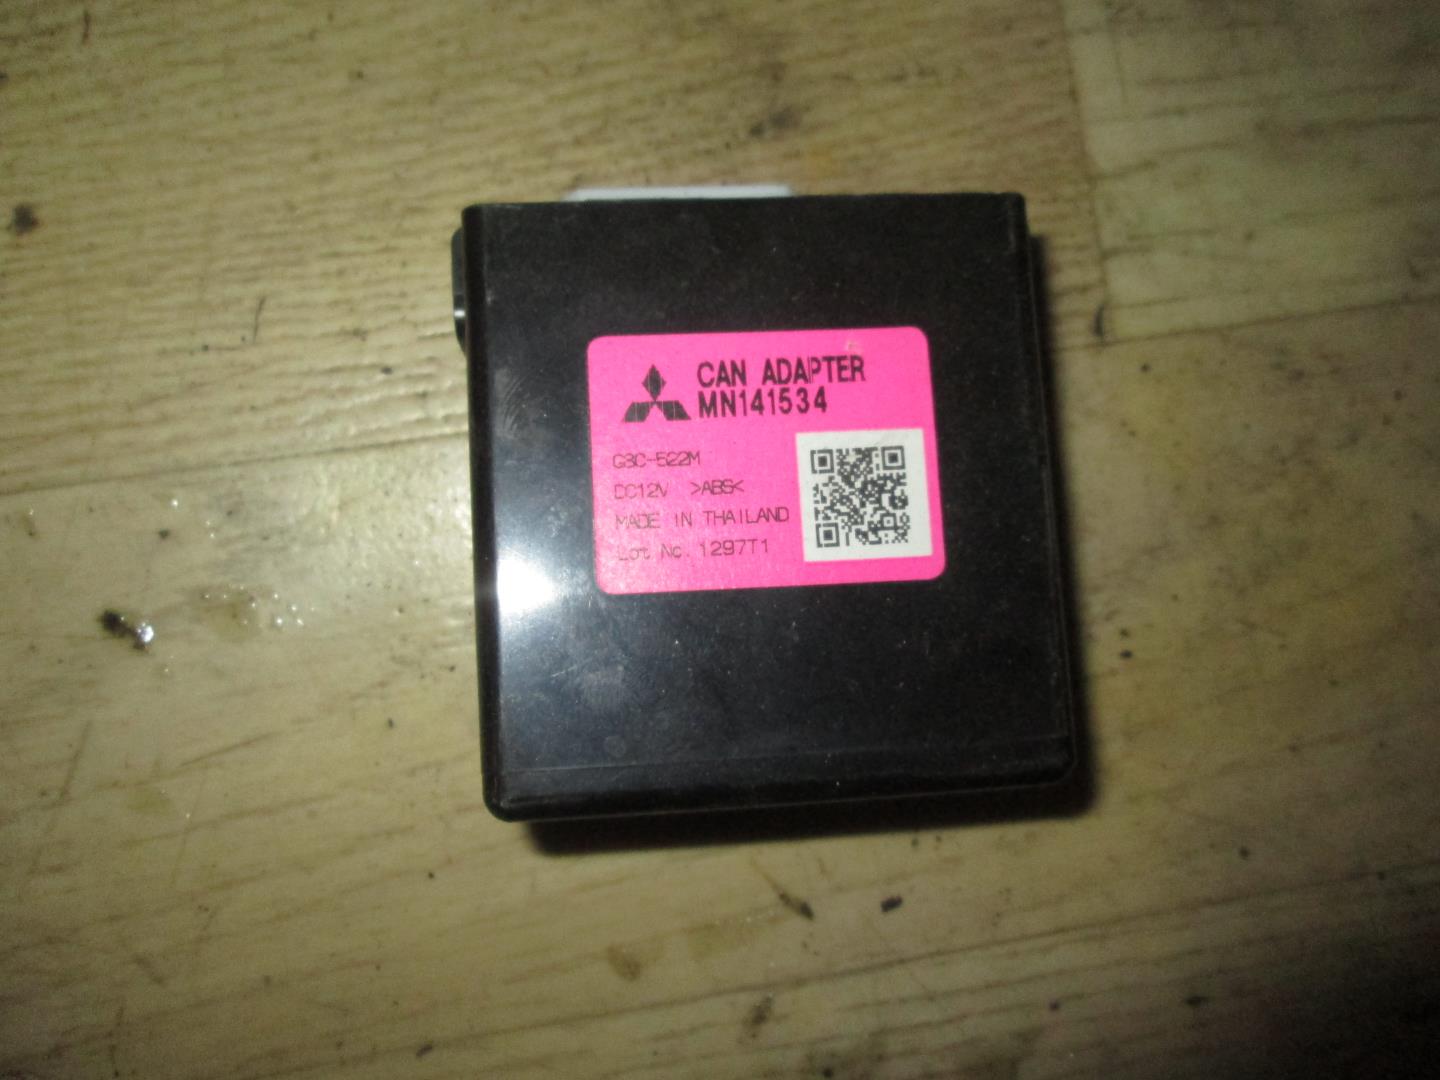 CAN ADAPTER
MN141534
G3C-522M
DC12V >ABS<
MADE IN THAILAND
Lot No. 1297T1